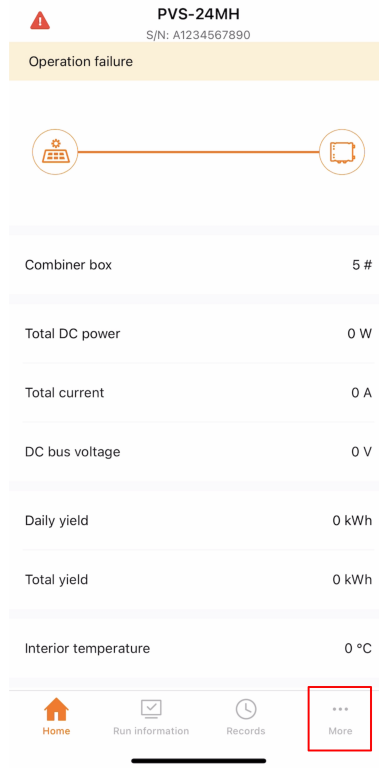 PVS-24MH
S/N: A1234567890
Operation failure
Combiner box 5 #
Total DC power 0 W
Total current 0 A
DC bus voltage 0 V
Daily yield 0 kWh
Total yield 0 kWh
Interior temperature 0 °C
Home Run information Records More